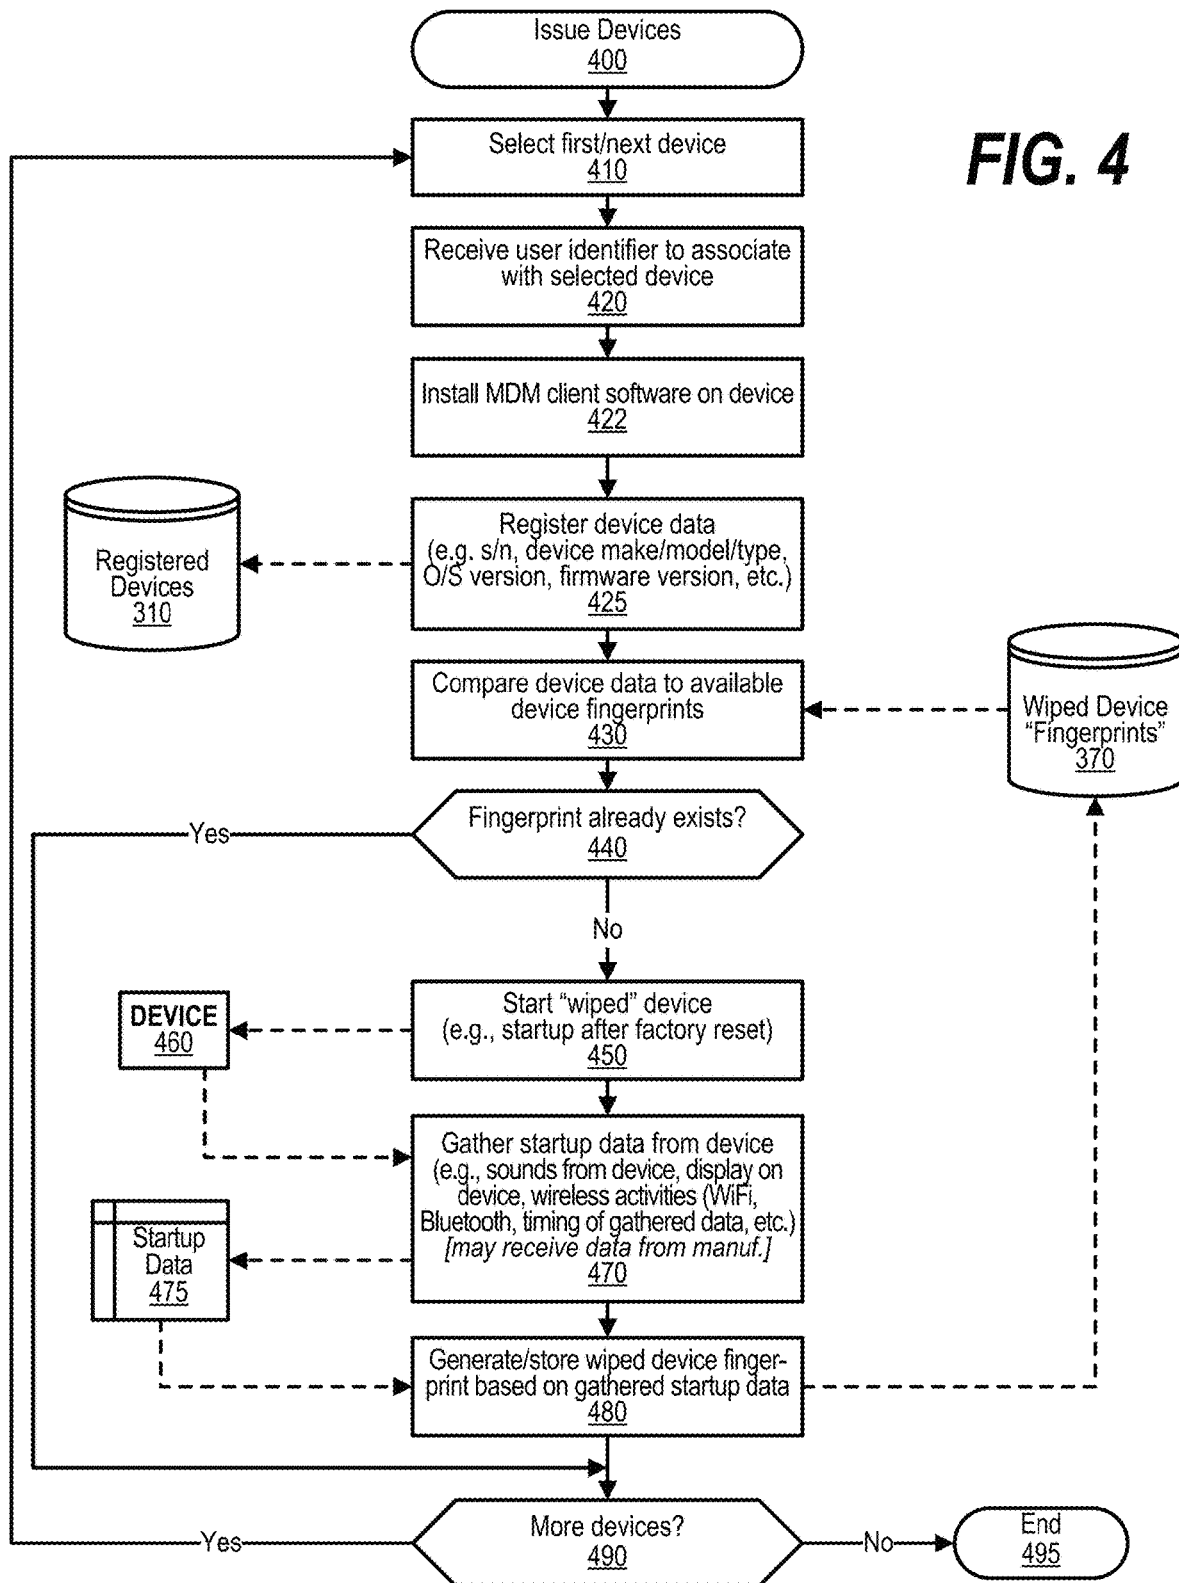 Issue Devices
400
FIG. 4
Select first/next device
410
Receive user identifier to associate
with selected device
420
Install MDM client software on device
422
Register device data
(e.g. s/n, device make/model/type,
O/S version, firmware version, etc.)
425
Registered
Devices
310
Compare device data to available
device fingerprints
430
Wiped Device
“Fingerprints”
370
Fingerprint already exists?
440
Yes
No
Start “wiped” device
(e.g., startup after factory reset)
450
DEVICE
460
Gather startup data from device
(e.g., sounds from device, display on
device, wireless activities (WiFi,
Bluetooth, timing of gathered data, etc.)
[may receive data from manuf.]
470
Startup
Data
475
Generate/store wiped device finger-
print based on gathered startup data
480
More devices?
490
Yes
No
End
495